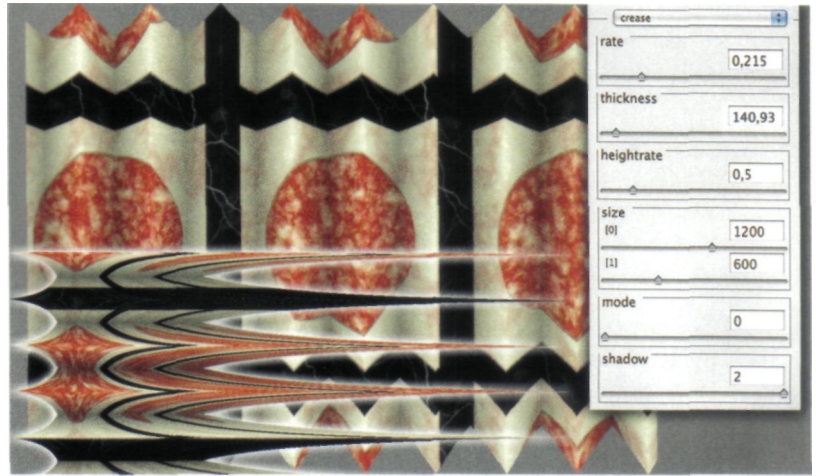 crease
rate
0,215
thickness
140,93
heightrate
0,5
size
[0] 1200
[1] 600
mode
0
shadow
2